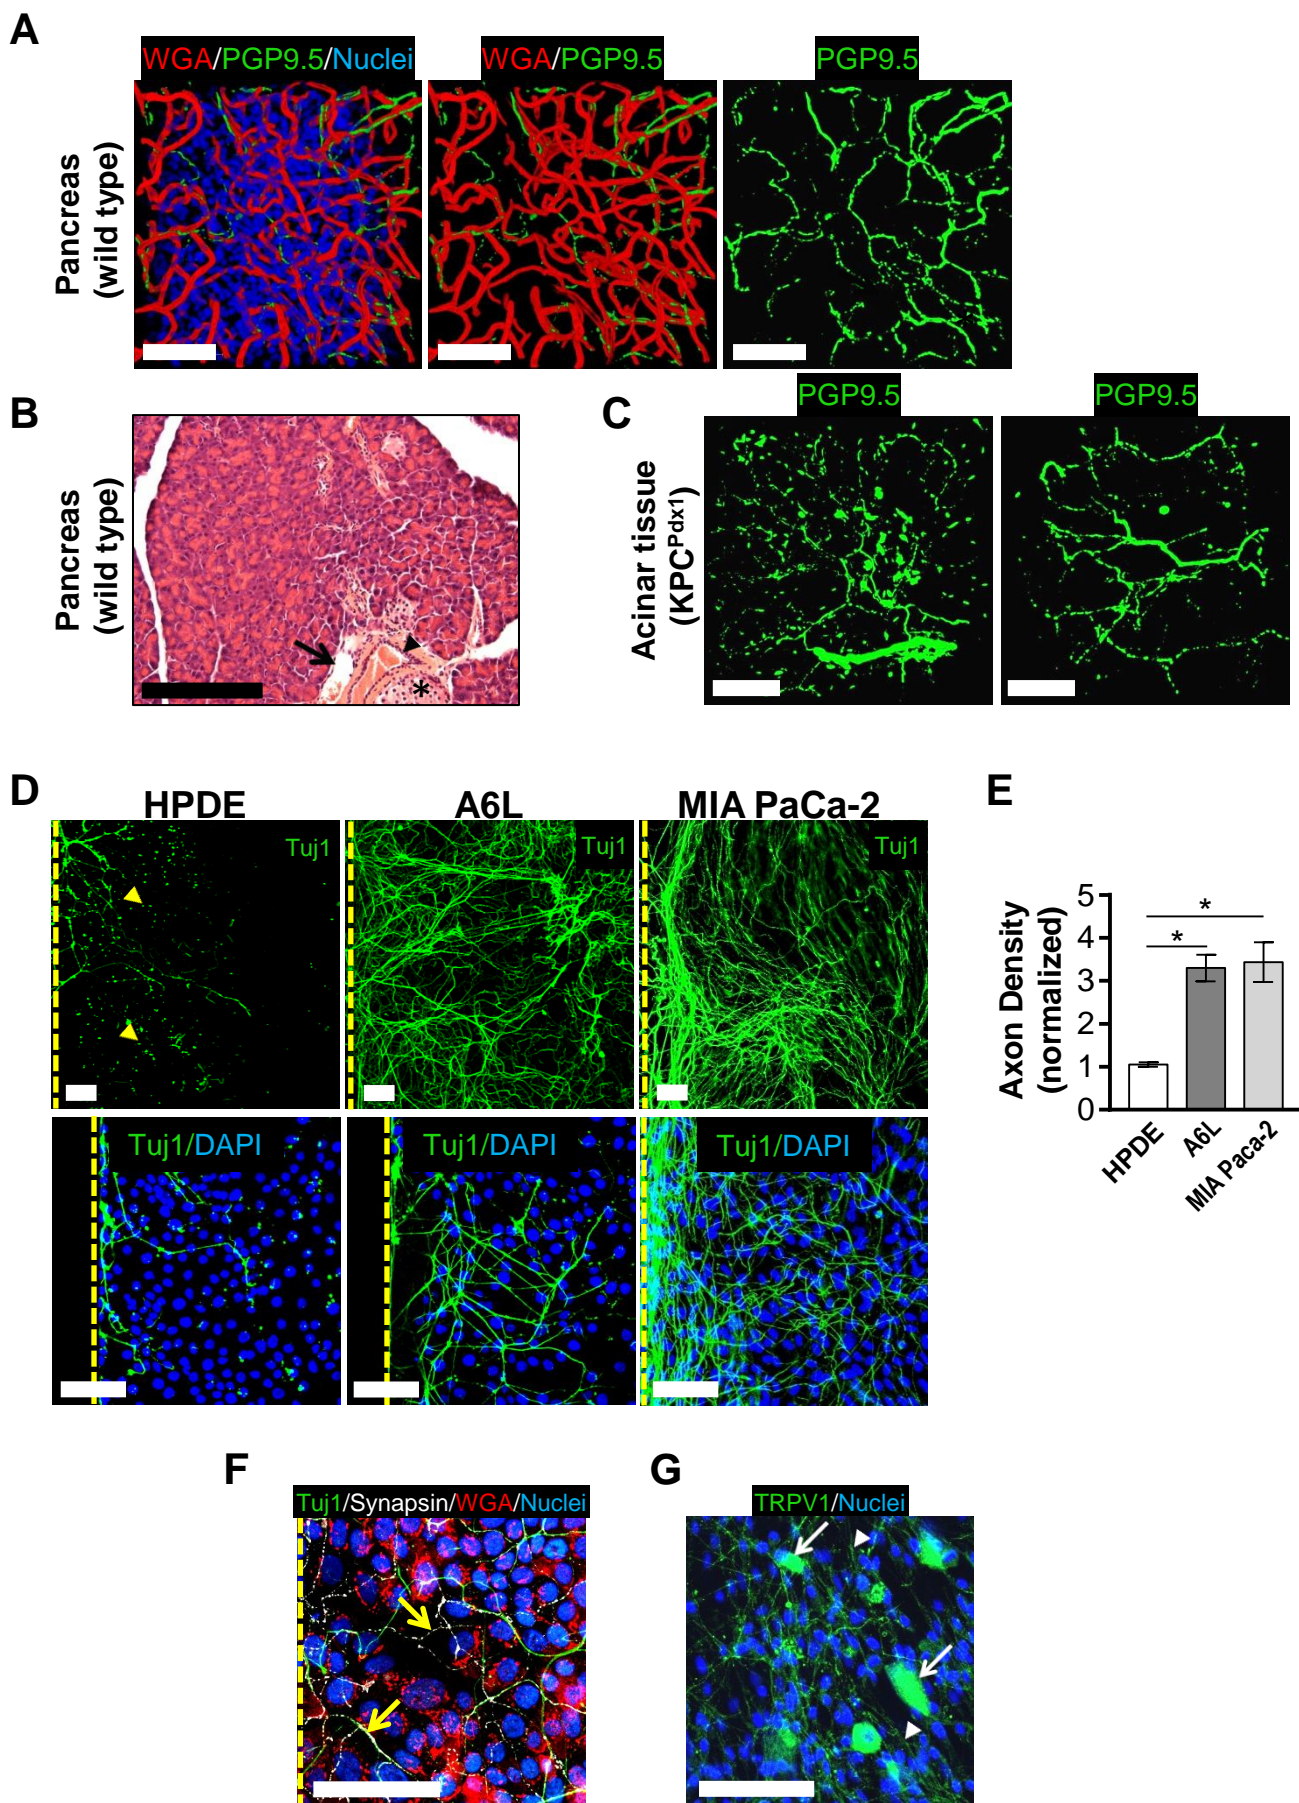 A
WGA/PGP9.5/Nuclei
WGA/PGP9.5
PGP9.5
Pancreas
(wild type)
B
Pancreas
(wild type)
*
C
PGP9.5
PGP9.5
Acinar tissue
(KPCPdx1)
D
HPDE
A6L
MIA PaCa-2
Tuj1
Tuj1
Tuj1
Tuj1/DAPI
Tuj1/DAPI
Tuj1/DAPI
E
Axon Density
(normalized)
5
4
3
2
1
0
*
*
HPDE
A6L
MIA Paca-2
F
Tuj1/Synapsin/WGA/Nuclei
G
TRPV1/Nuclei